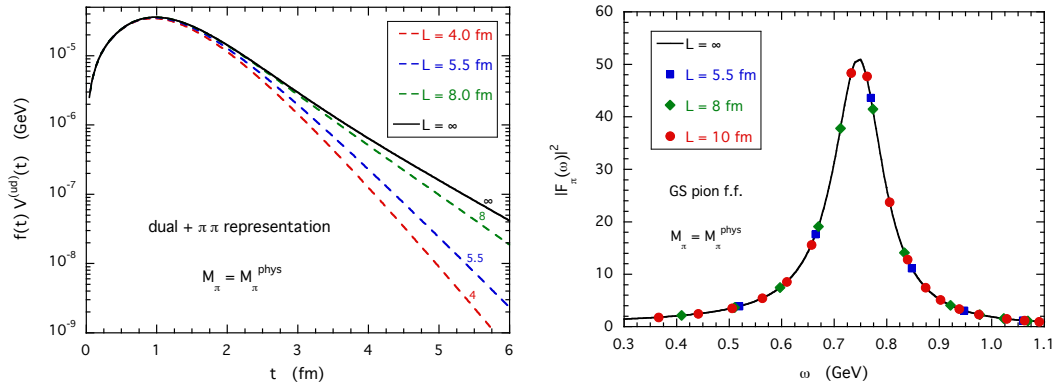 f(t) V^(ud)(t) (GeV)
10^-5
10^-6
10^-7
10^-8
10^-9
L = 4.0 fm
L = 5.5 fm
L = 8.0 fm
L = ∞
dual + ππ representation
M_π = M_π^phys
∞
8
5.5
4
0 1 2 3 4 5 6
t (fm)
|F_π(ω)|^2
60
50
40
30
20
10
0
L = ∞
L = 5.5 fm
L = 8 fm
L = 10 fm
GS pion f.f.
M_π = M_π^phys
0.3 0.4 0.5 0.6 0.7 0.8 0.9 1.0 1.1
ω (GeV)